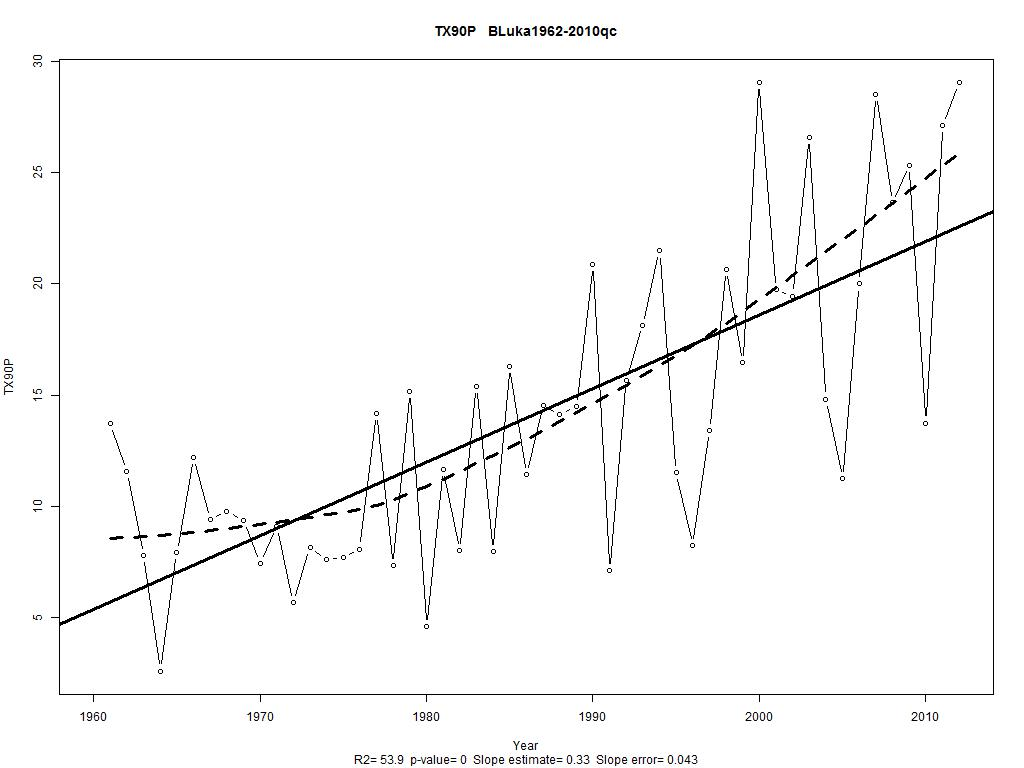 TX90P BLuka1962-2010qc
30
25
20
15
10
5
TX90P
1960 1970 1980 1990 2000 2010
Year
R2= 53.9 p-value= 0 Slope estimate= 0.33 Slope error= 0.043